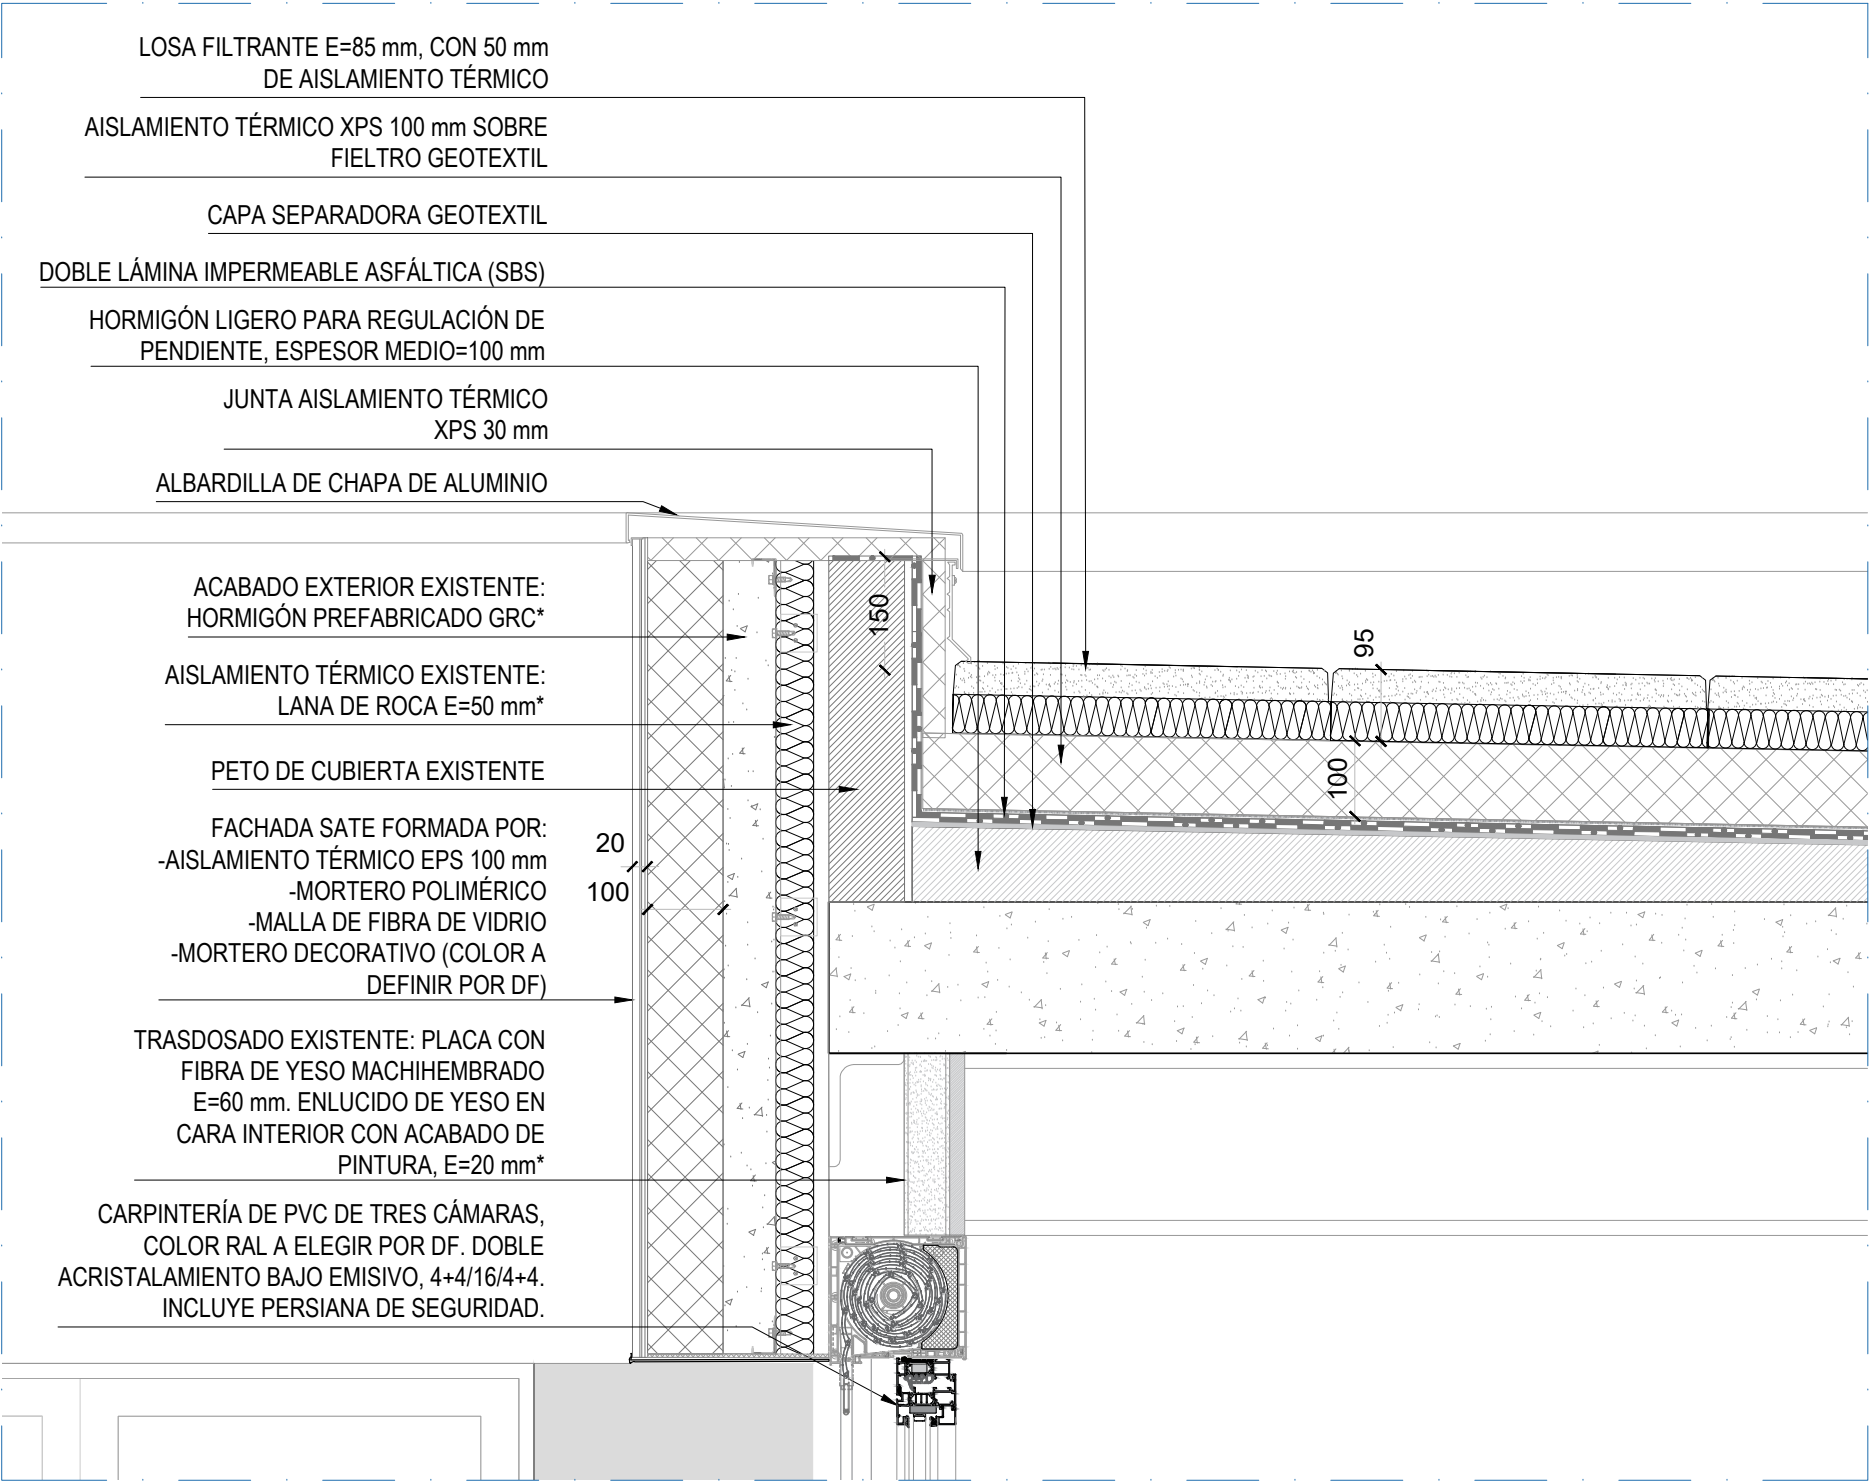 LOSA FILTRANTE E=85 mm, CON 50 mm
DE AISLAMIENTO TÉRMICO
AISLAMIENTO TÉRMICO XPS 100 mm SOBRE
FIELTRO GEOTEXTIL
CAPA SEPARADORA GEOTEXTIL
DOBLE LÁMINA IMPERMEABLE ASFÁLTICA (SBS)
HORMIGÓN LIGERO PARA REGULACIÓN DE
PENDIENTE, ESPESOR MEDIO=100 mm
JUNTA AISLAMIENTO TÉRMICO
XPS 30 mm
ALBARDILLA DE CHAPA DE ALUMINIO
ACABADO EXTERIOR EXISTENTE:
HORMIGÓN PREFABRICADO GRC*
AISLAMIENTO TÉRMICO EXISTENTE:
LANA DE ROCA E=50 mm*
PETO DE CUBIERTA EXISTENTE
FACHADA SATE FORMADA POR:
-AISLAMIENTO TÉRMICO EPS 100 mm
-MORTERO POLIMÉRICO
-MALLA DE FIBRA DE VIDRIO
-MORTERO DECORATIVO (COLOR A
DEFINIR POR DF)
TRASDOSADO EXISTENTE: PLACA CON
FIBRA DE YESO MACHIHEMBRADO
E=60 mm. ENLUCIDO DE YESO EN
CARA INTERIOR CON ACABADO DE
PINTURA, E=20 mm*
CARPINTERÍA DE PVC DE TRES CÁMARAS,
COLOR RAL A ELEGIR POR DF. DOBLE
ACRISTALAMIENTO BAJO EMISIVO, 4+4/16/4+4.
INCLUYE PERSIANA DE SEGURIDAD.
20
100
150
95
100